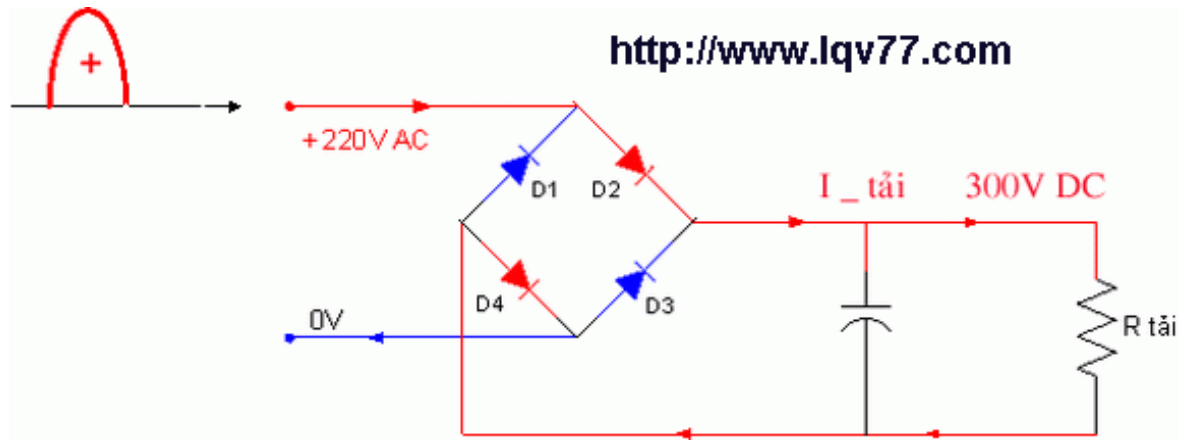 http://www.lqv77.com
+
+220V AC
D1
D2
I _ tải
300V DC
D4
D3
0V
R tải